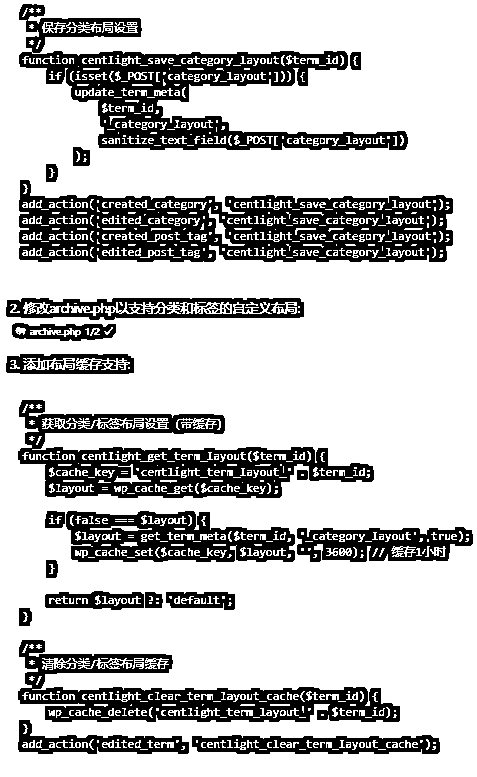 /**
 * 保存分类布局设置
 */
function centlight_save_category_layout($term_id) {
    if (isset($_POST['category_layout'])) {
        update_term_meta(
            $term_id,
            '_category_layout',
            sanitize_text_field($_POST['category_layout'])
        );
    }
}
add_action('created_category', 'centlight_save_category_layout');
add_action('edited_category', 'centlight_save_category_layout');
add_action('created_post_tag', 'centlight_save_category_layout');
add_action('edited_post_tag', 'centlight_save_category_layout');
2. 修改archive.php以支持分类和标签的自定义布局:
archive.php 1/2 ✓
3. 添加布局缓存支持:
/**
 * 获取分类/标签布局设置（带缓存）
 */
function centlight_get_term_layout($term_id) {
    $cache_key = 'centlight_term_layout_' . $term_id;
    $layout = wp_cache_get($cache_key);
    if (false === $layout) {
        $layout = get_term_meta($term_id, '_category_layout', true);
        wp_cache_set($cache_key, $layout, '', 3600); // 缓存1小时
    }
    return $layout ?: 'default';
}
/**
 * 清除分类/标签布局缓存
 */
function centlight_clear_term_layout_cache($term_id) {
    wp_cache_delete('centlight_term_layout_' . $term_id);
}
add_action('edited_term', 'centlight_clear_term_layout_cache');